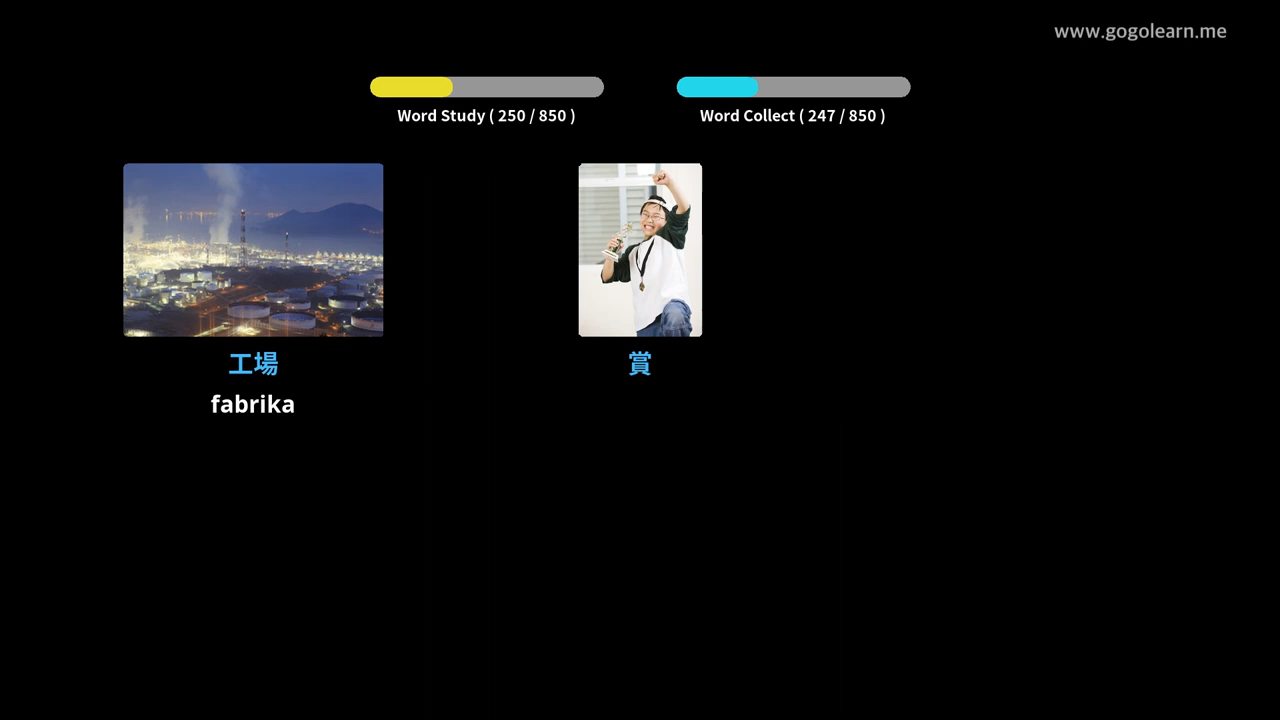 www.gogolearn.me
Word Study ( 250 / 850 )
Word Collect ( 247 / 850 )
工場
賞
fabrika